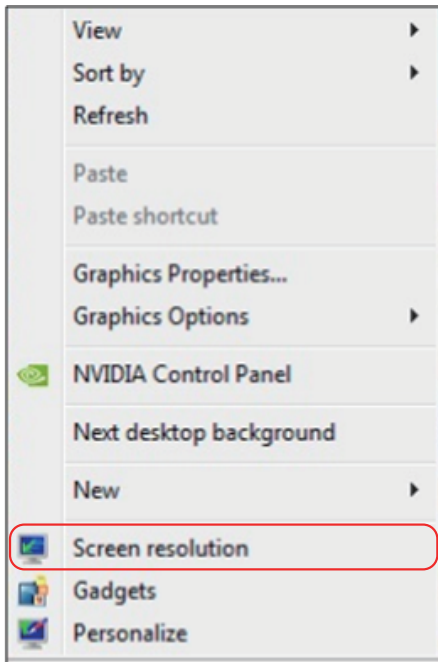 View
Sort by
Refresh
Paste
Paste shortcut
Graphics Properties...
Graphics Options
NVIDIA Control Panel
Next desktop background
New
Screen resolution
Gadgets
Personalize